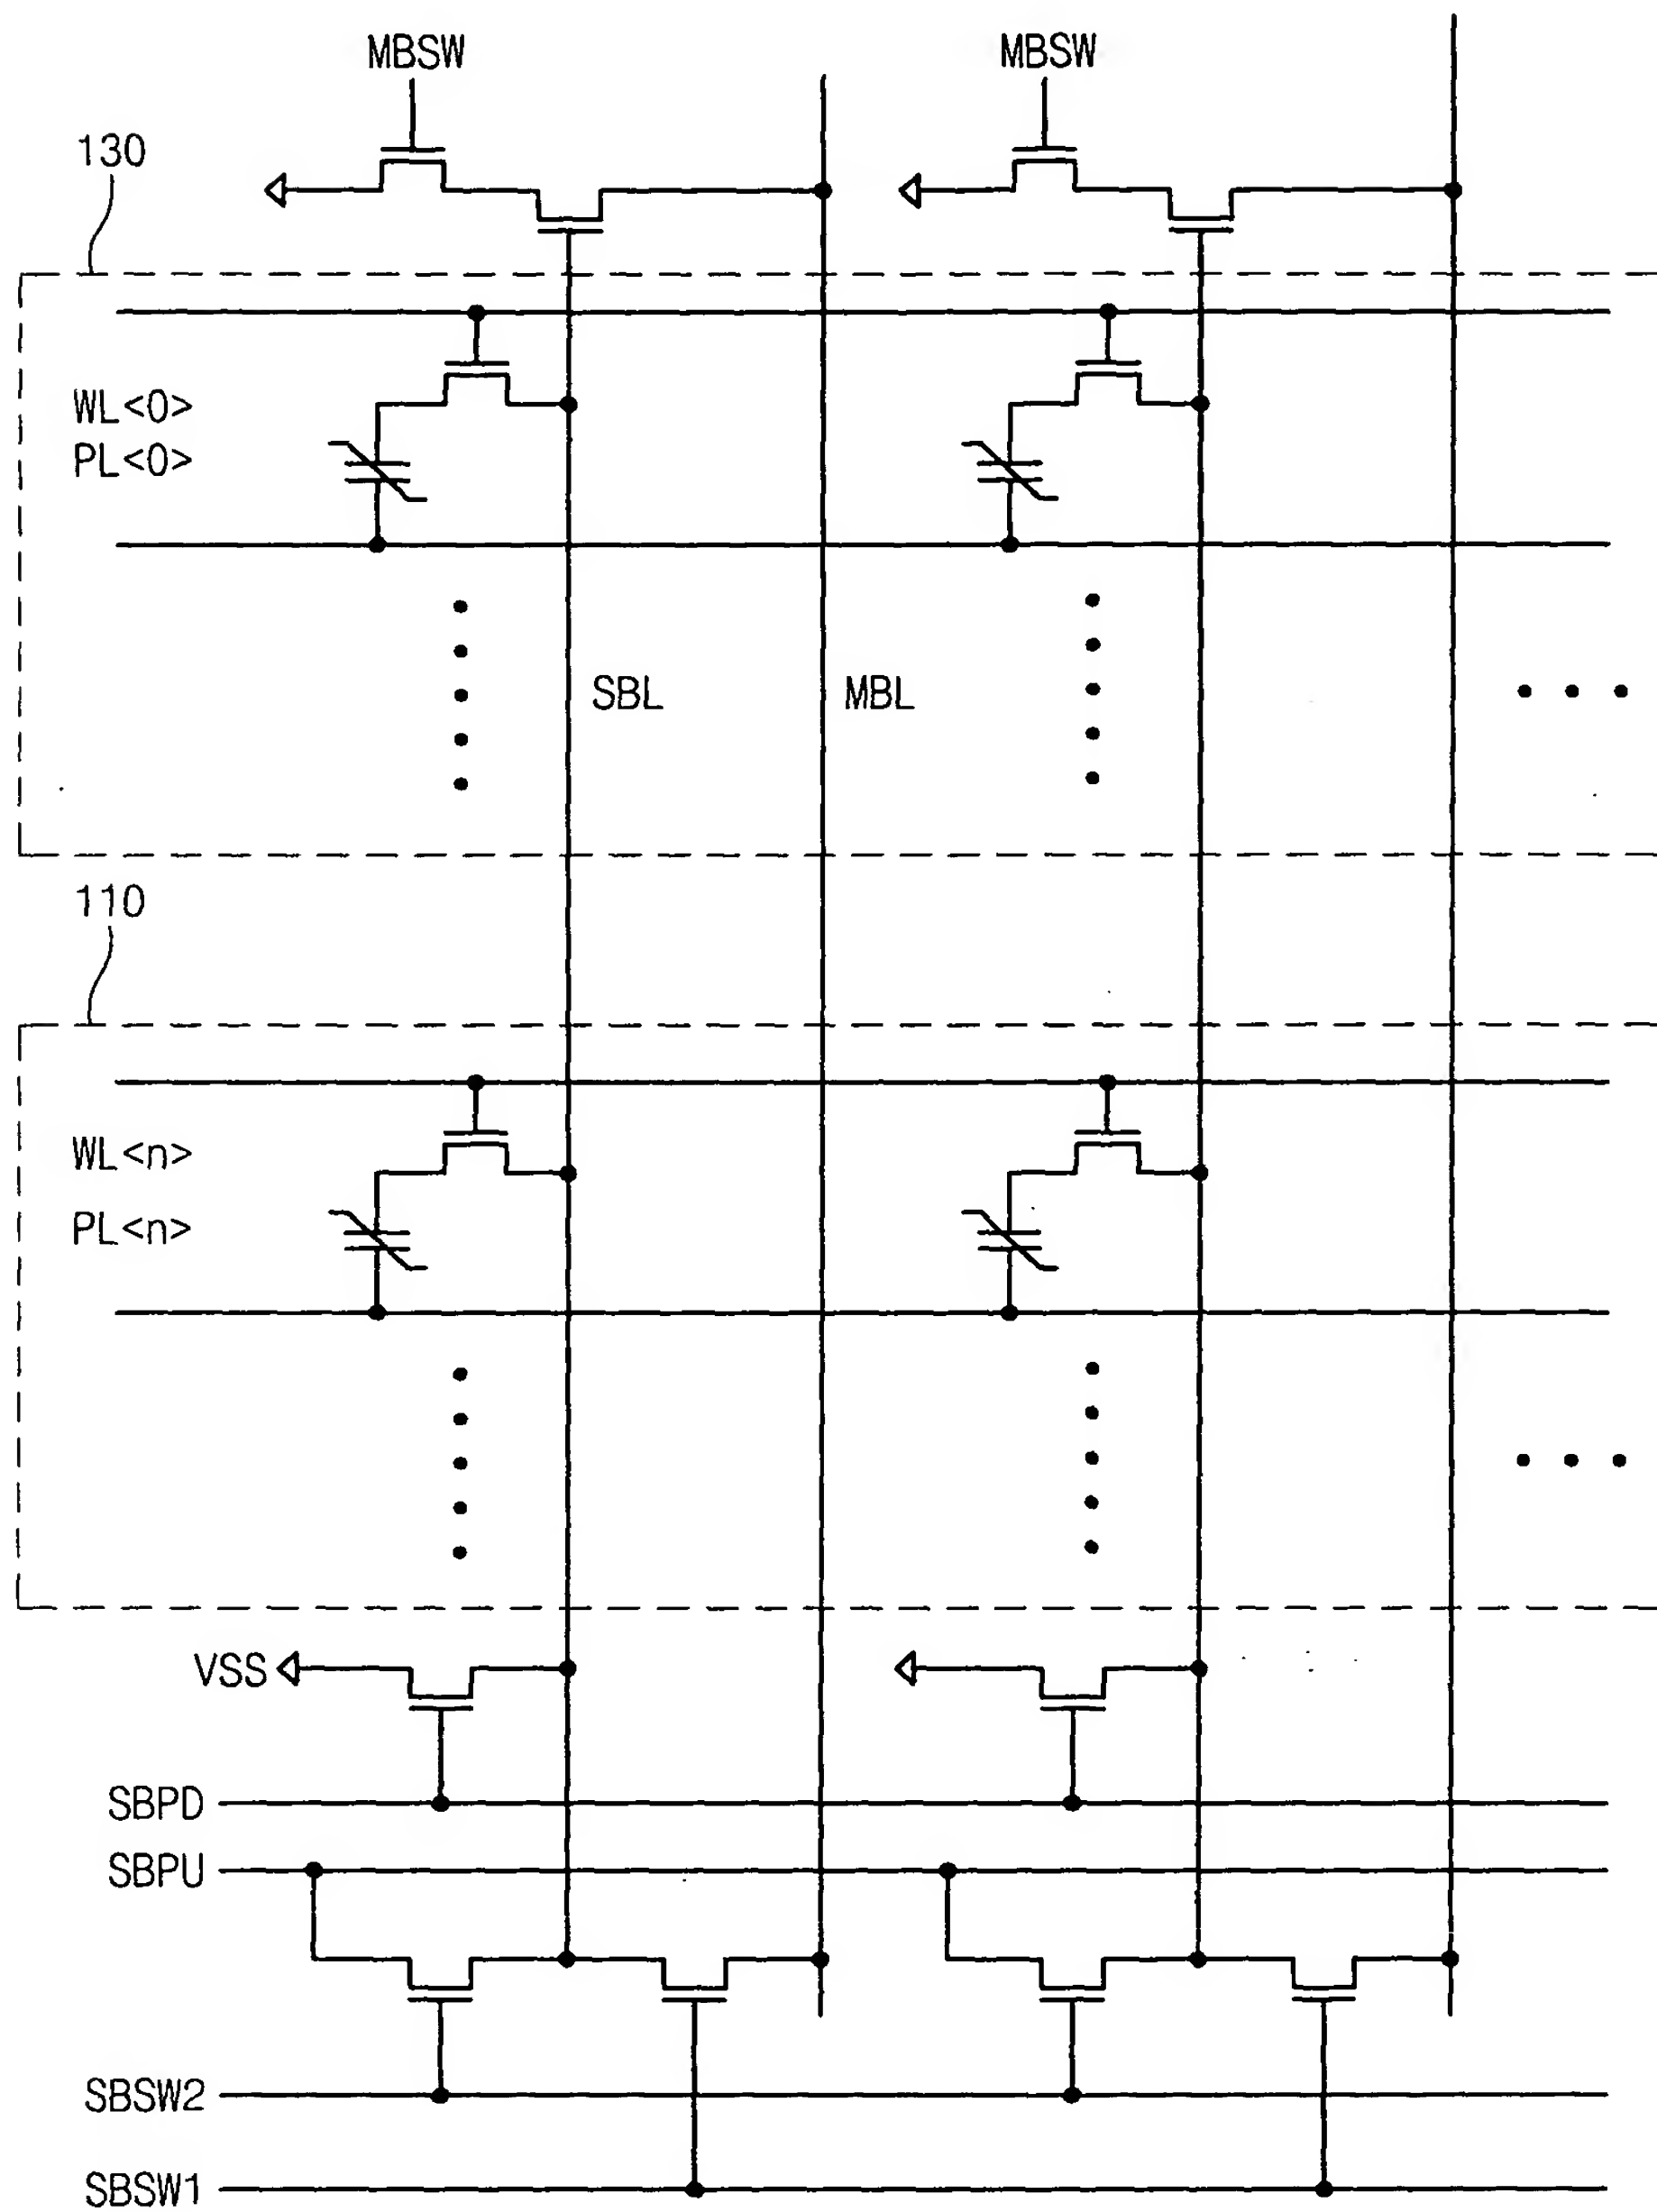 MBSW MBSW
130
WL<0>
PL<0>
SBL MBL
110
WL<n>
PL<n>
VSS
SBPD
SBPU
SBSW2
SBSW1